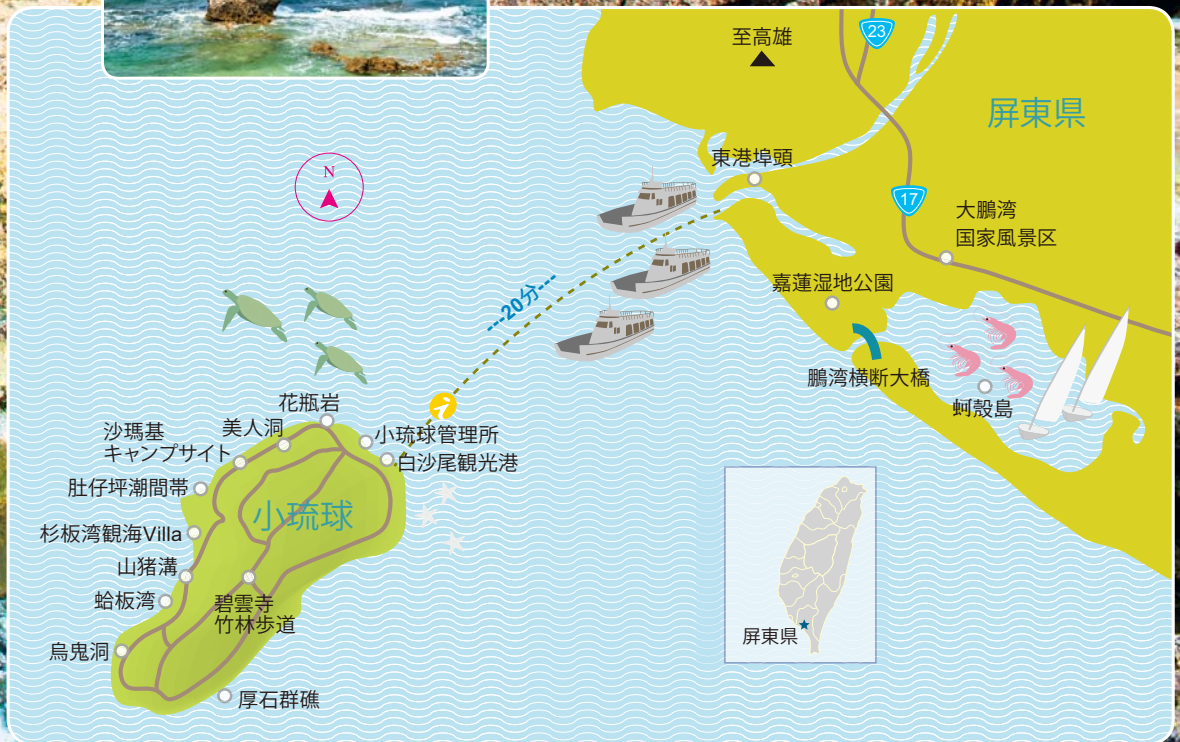 至高雄
23
屏東県
N
東港埠頭
17
大鵬湾
国家風景区
嘉蓮湿地公園
---20分---
鵬湾横断大橋
蚵殻島
花瓶岩
美人洞
小琉球管理所
白沙尾観光港
沙瑪基
キャンプサイト
肚仔坪潮間帯
小琉球
杉板湾観海Villa
山猪溝
蛤板湾
碧雲寺
竹林歩道
烏鬼洞
厚石群礁
屏東県